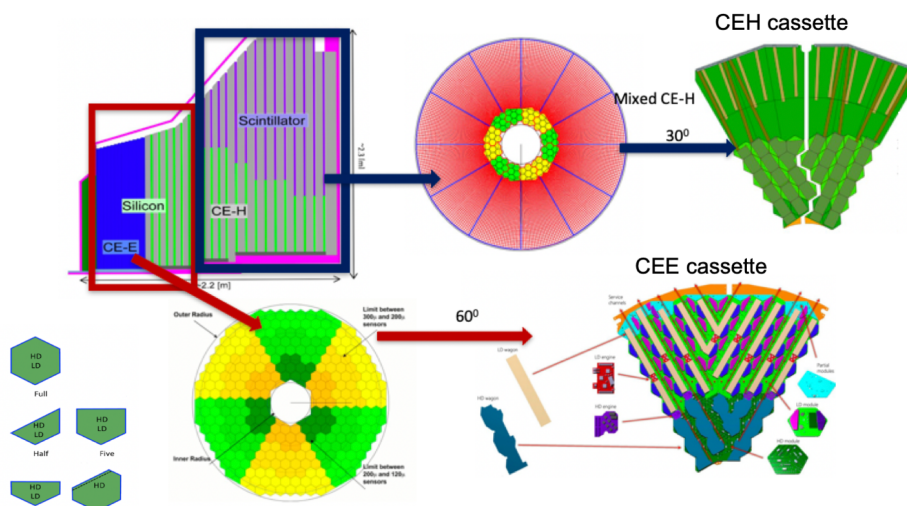 CEH cassette
Scintillator
~2.3 [m]
Silicon
CE-H
CE-E
~2.2 [m]
Mixed CE-H
30⁰
CEE cassette
60⁰
Outer Radius
Limit between
300μ and 200μ
sensors
Inner Radius
Limit between
200μ and 120μ
sensors
Service
channels
LD wagon
LD engine
HD wagon
HD engine
Partial
modules
LD module
HD module
HD
LD
Full
HD
LD
Half
HD
LD
Five
HD
LD
HD